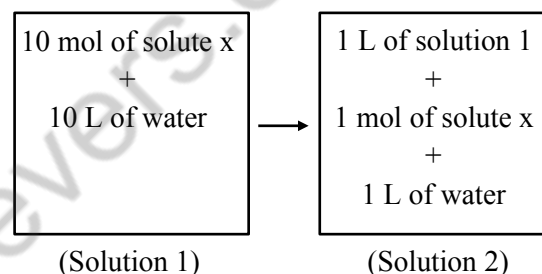 10 mol of solute x
+
10 L of water
(Solution 1)
1 L of solution 1
+
1 mol of solute x
+
1 L of water
(Solution 2)